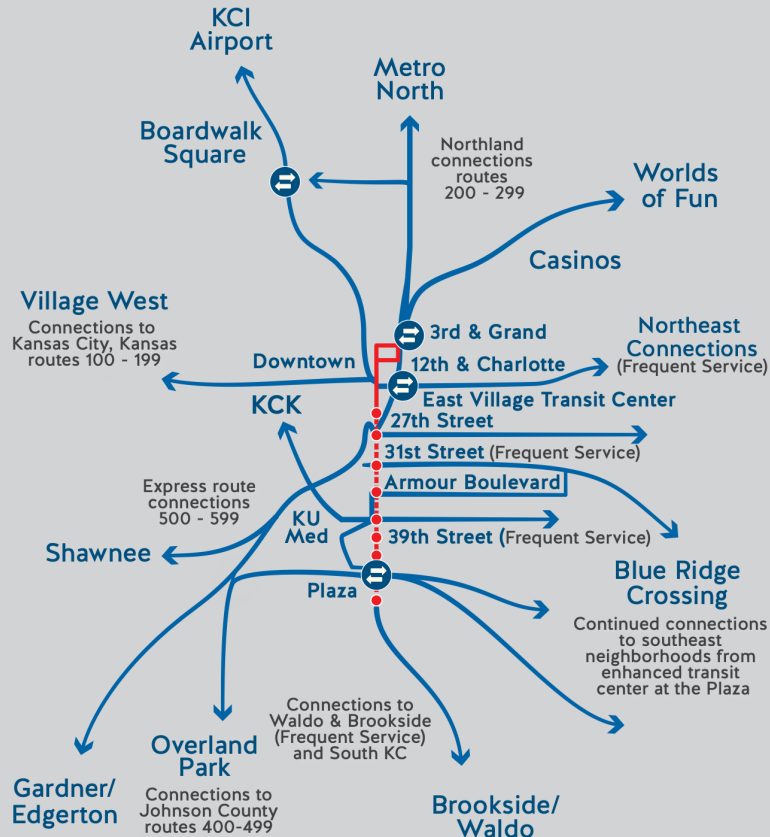 KCI
Airport
Metro
North
Boardwalk
Square
Northland
connections
routes
200 - 299
Worlds
of Fun
Casinos
Village West
Connections to
Kansas City, Kansas
routes 100 - 199
3rd & Grand
Northeast
Connections
(Frequent Service)
Downtown
12th & Charlotte
East Village Transit Center
KCK
27th Street
31st Street (Frequent Service)
Armour Boulevard
Express route
connections
500 - 599
KU
Med
39th Street (Frequent Service)
Shawnee
Plaza
Blue Ridge
Crossing
Continued connections
to southeast
neighborhoods from
enhanced transit
center at the Plaza
Connections to
Waldo & Brookside
(Frequent Service)
and South KC
Overland
Park
Connections to
Johnson County
routes 400-499
Gardner/
Edgerton
Brookside/
Waldo